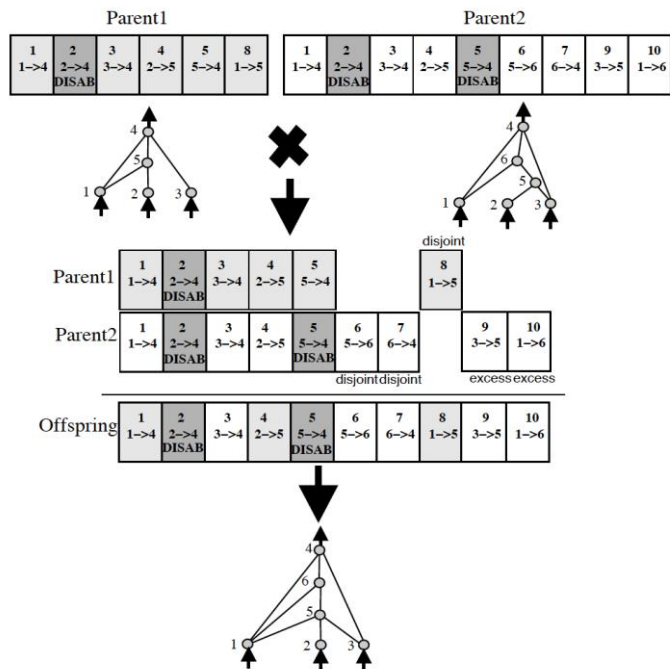 Parent1 Parent2
1 2 3 4 5 8
1->4 2->4 3->4 2->5 5->4 1->5
DISAB
1 2 3 4 5 6 7 9 10
1->4 2->4 3->4 2->5 5->4 5->6 6->4 3->5 1->6
DISAB DISAB
4
5
1 2 3
4
6
5
1 2 3
disjoint
Parent1
1 2 3 4 5 8
1->4 2->4 3->4 2->5 5->4 1->5
DISAB
Parent2
1 2 3 4 5 6 7 9 10
1->4 2->4 3->4 2->5 5->4 5->6 6->4 3->5 1->6
DISAB DISAB
disjoint disjoint excess excess
Offspring
1 2 3 4 5 6 7 8 9 10
1->4 2->4 3->4 2->5 5->4 5->6 6->4 1->5 3->5 1->6
DISAB DISAB
4
6
5
1 2 3